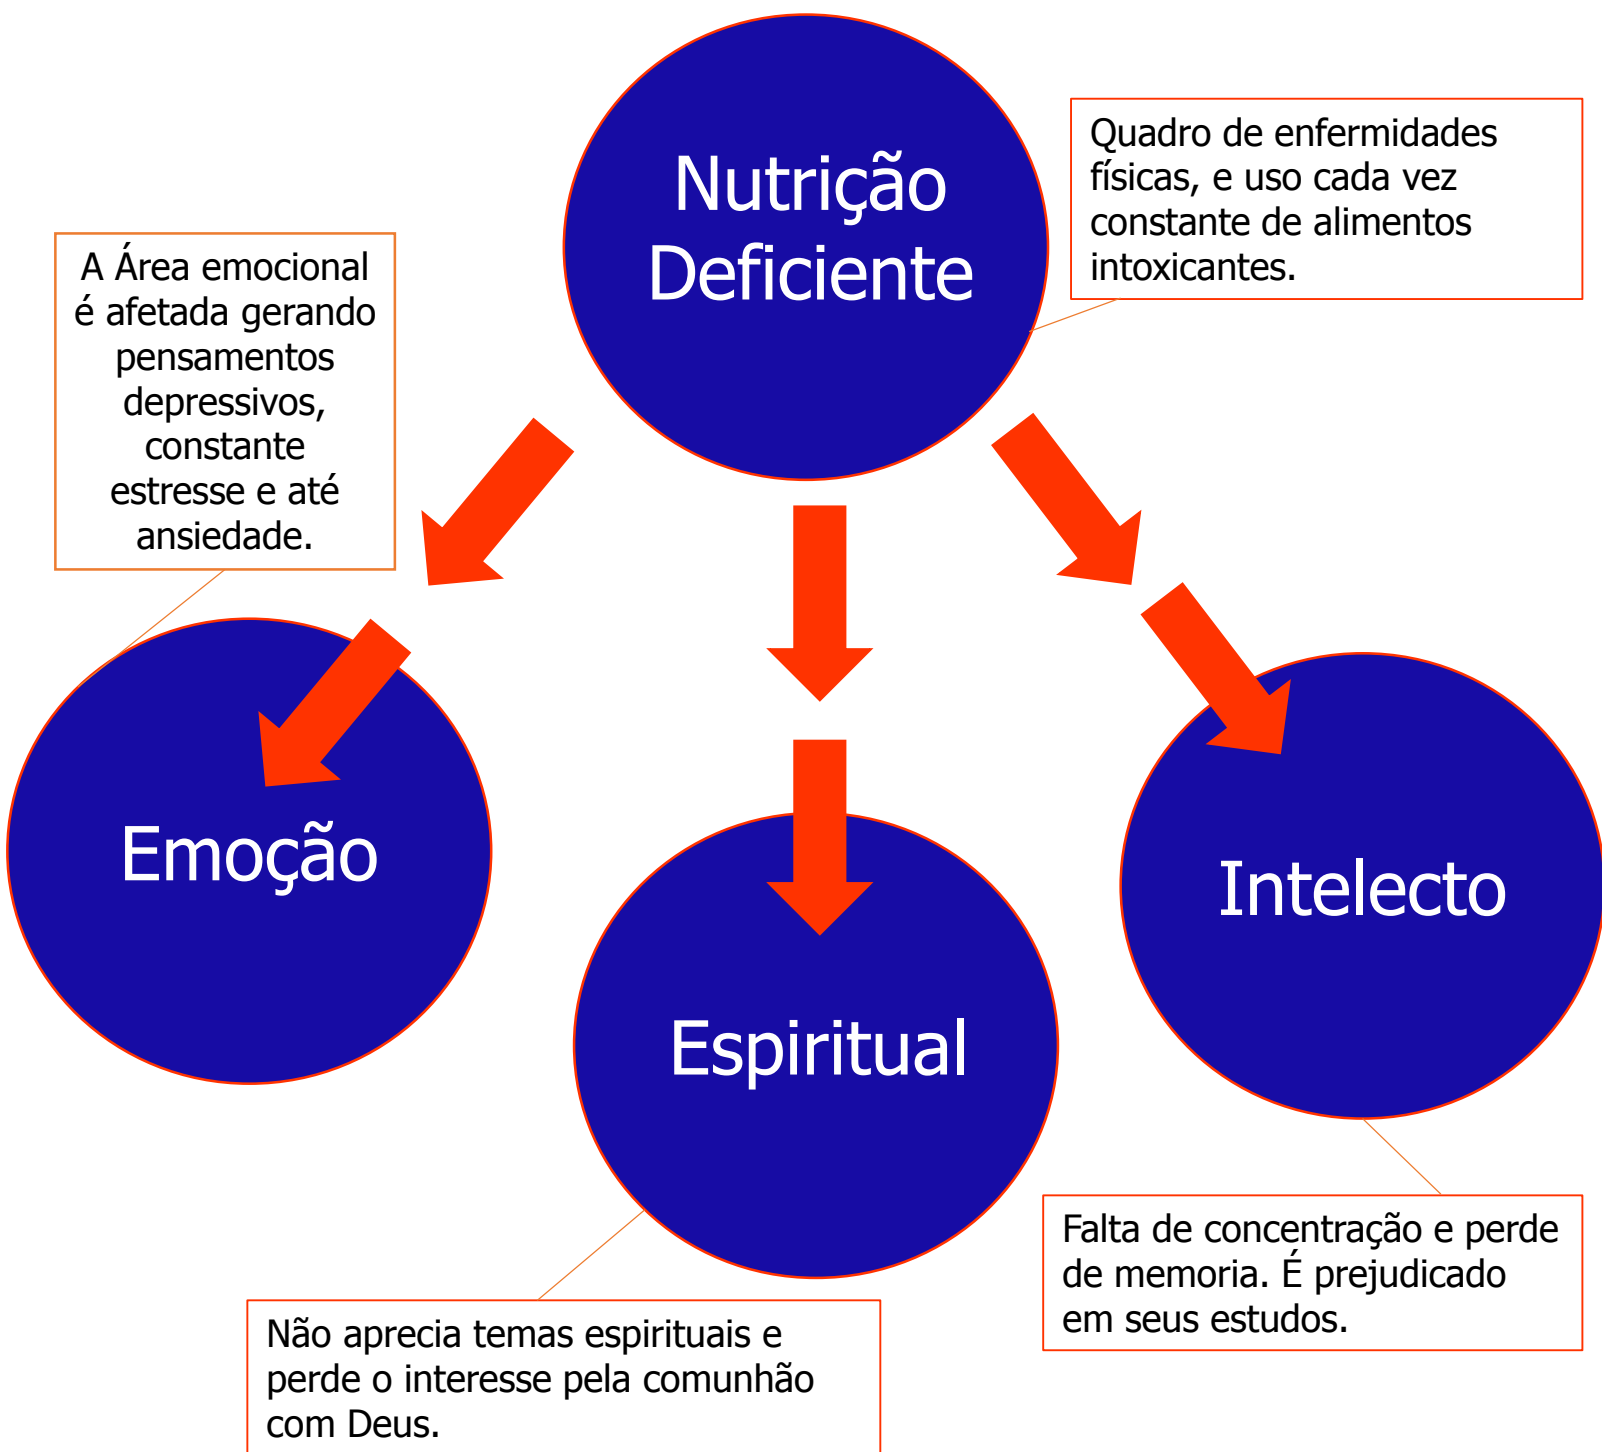 Nutrição
Deficiente
Quadro de enfermidades
físicas, e uso cada vez
constante de alimentos
intoxicantes.
A Área emocional
é afetada gerando
pensamentos
depressivos,
constante
estresse e até
ansiedade.
Emoção
Espiritual
Intelecto
Falta de concentração e perde
de memoria. É prejudicado
em seus estudos.
Não aprecia temas espirituais e
perde o interesse pela comunhão
com Deus.